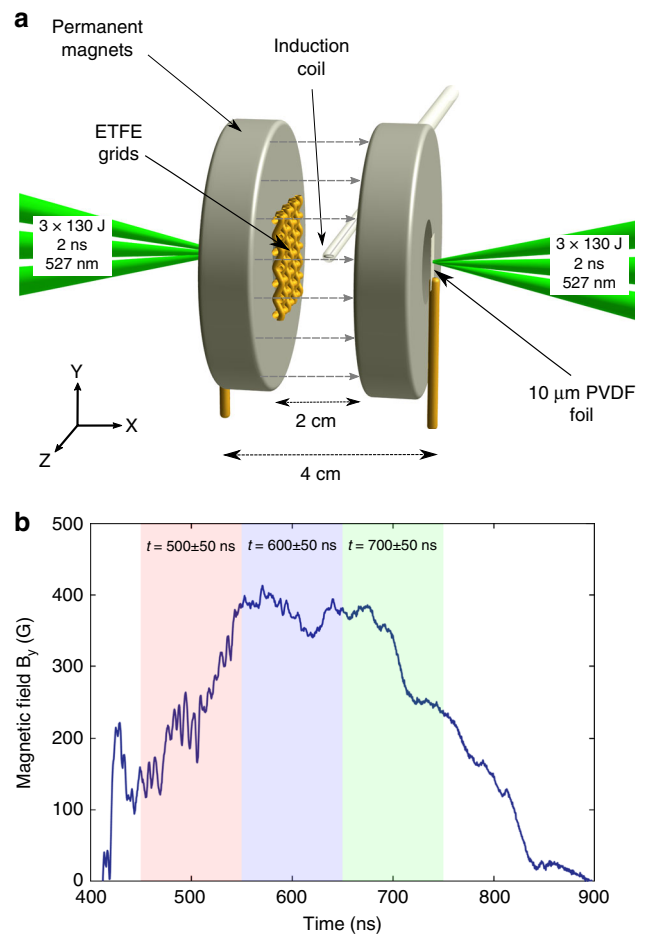 a
Permanent
magnets
Induction
coil
ETFE
grids
3 × 130 J
2 ns
527 nm
3 × 130 J
2 ns
527 nm
10 μm PVDF
foil
Y
X
Z
2 cm
4 cm
b
500
400
300
200
100
0
Magnetic field By (G)
t = 500±50 ns
t = 600±50 ns
t = 700±50 ns
400
500
600
700
800
900
Time (ns)